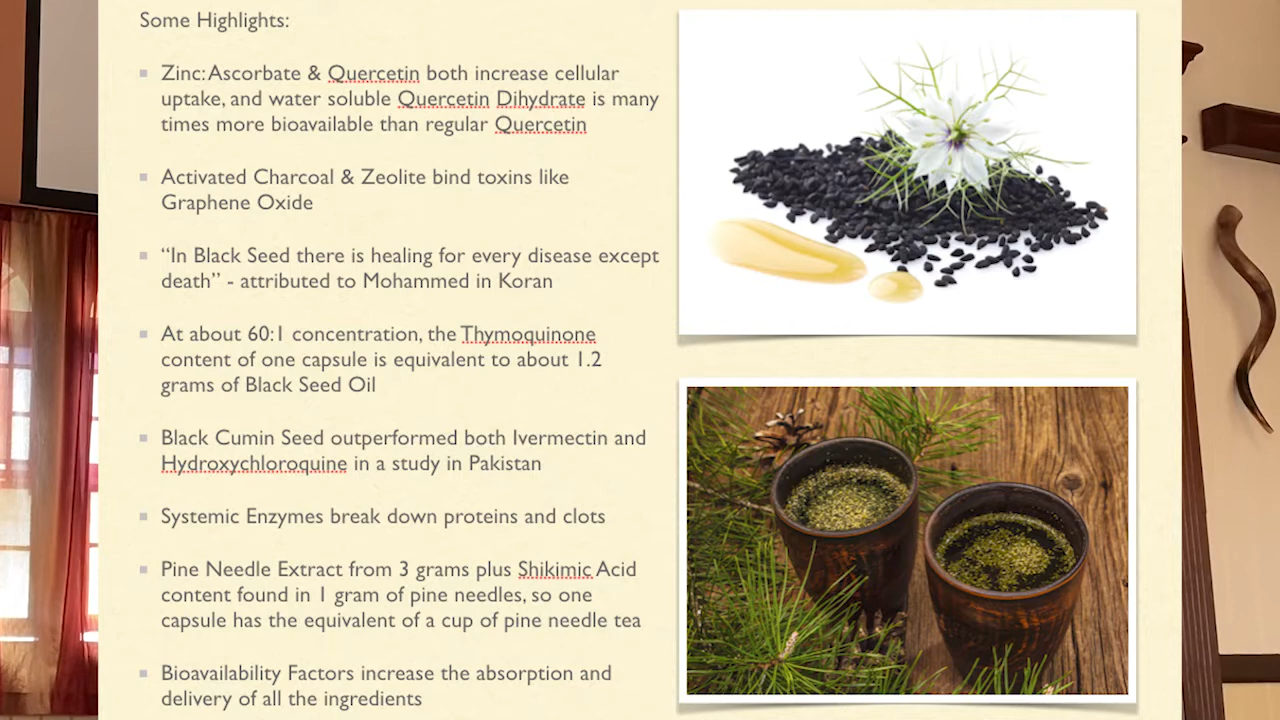 Some Highlights:
Zinc: Ascorbate & Quercetin both increase cellular
uptake, and water soluble Quercetin Dihydrate is many
times more bioavailable than regular Quercetin
Activated Charcoal & Zeolite bind toxins like
Graphene Oxide
“In Black Seed there is healing for every disease except
death” - attributed to Mohammed in Koran
At about 60:1 concentration, the Thymoquinone
content of one capsule is equivalent to about 1.2
grams of Black Seed Oil
Black Cumin Seed outperformed both Ivermectin and
Hydroxychloroquine in a study in Pakistan
Systemic Enzymes break down proteins and clots
Pine Needle Extract from 3 grams plus Shikimic Acid
content found in 1 gram of pine needles, so one
capsule has the equivalent of a cup of pine needle tea
Bioavailability Factors increase the absorption and
delivery of all the ingredients